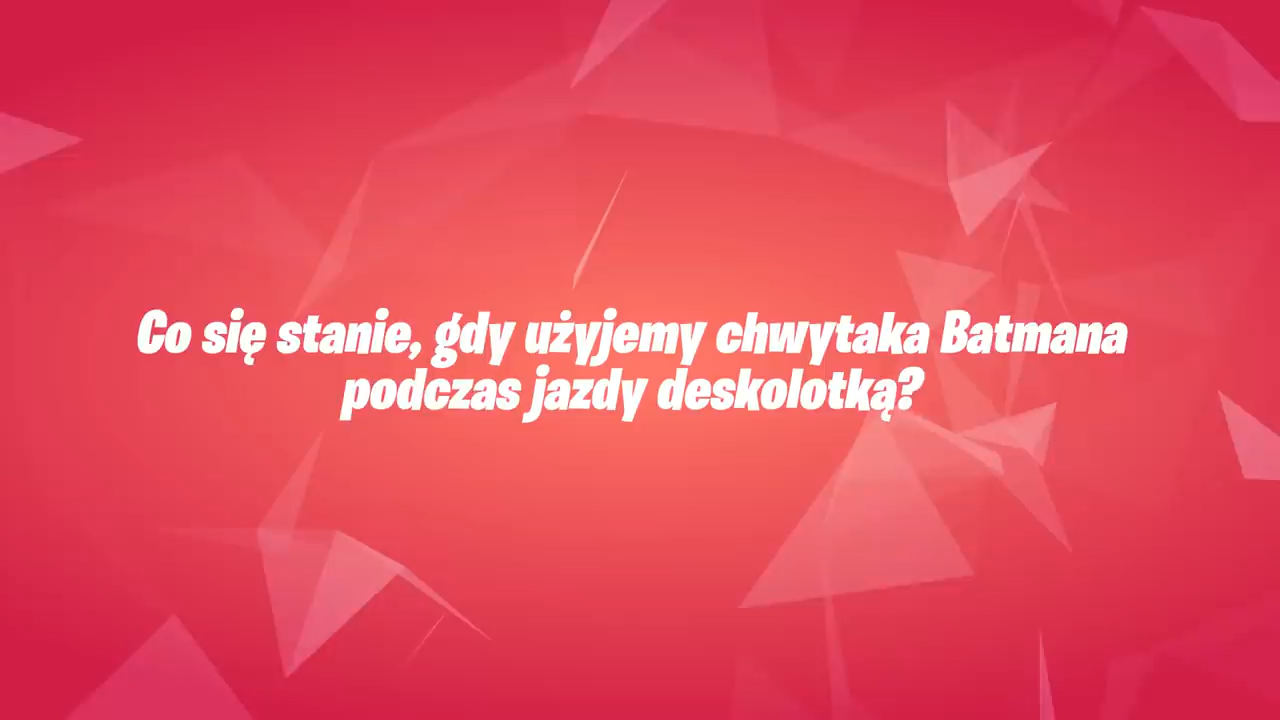 Co się stanie, gdy użyjemy chwytaka Batmana
podczas jazdy deskolotką?